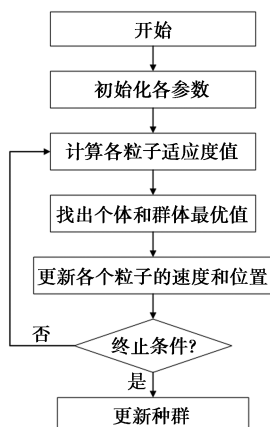 开始
初始化各参数
计算各粒子适应度值
找出个体和群体最优值
更新各个粒子的速度和位置
否
终止条件?
是
更新种群